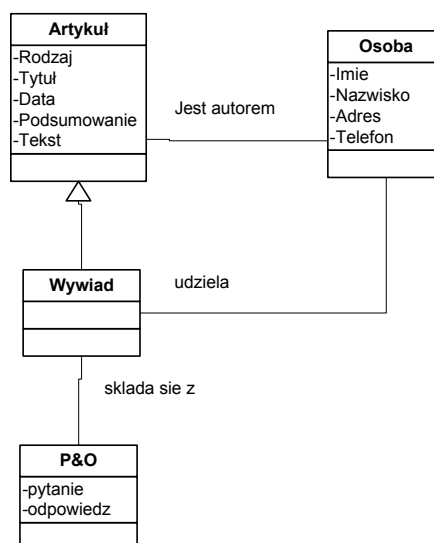 Artykuł
-Rodzaj
-Tytuł
-Data
-Podsumowanie
-Tekst
Jest autorem
Osoba
-Imie
-Nazwisko
-Adres
-Telefon
Wywiad
udziela
sklada sie z
P&O
-pytanie
-odpowiedz